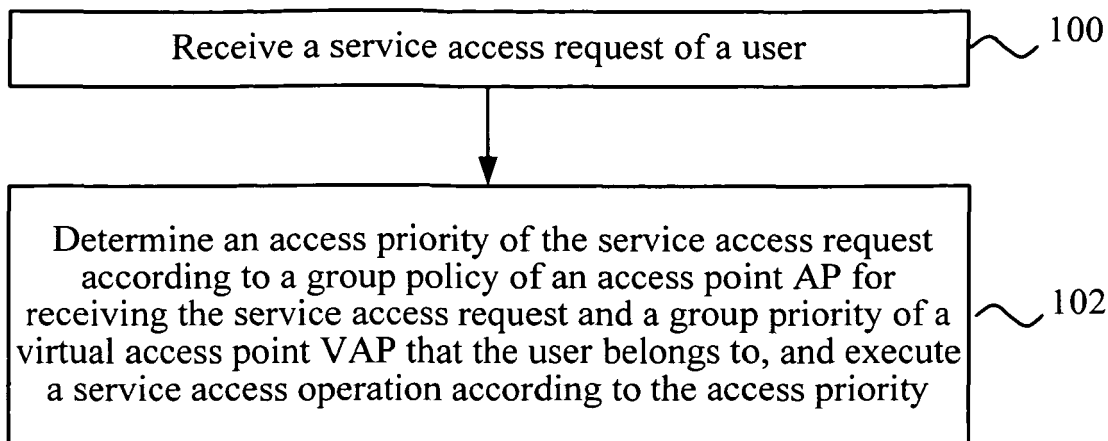 Receive a service access request of a user
100
Determine an access priority of the service access request
according to a group policy of an access point AP for
receiving the service access request and a group priority of a
virtual access point VAP that the user belongs to, and execute
a service access operation according to the access priority
102